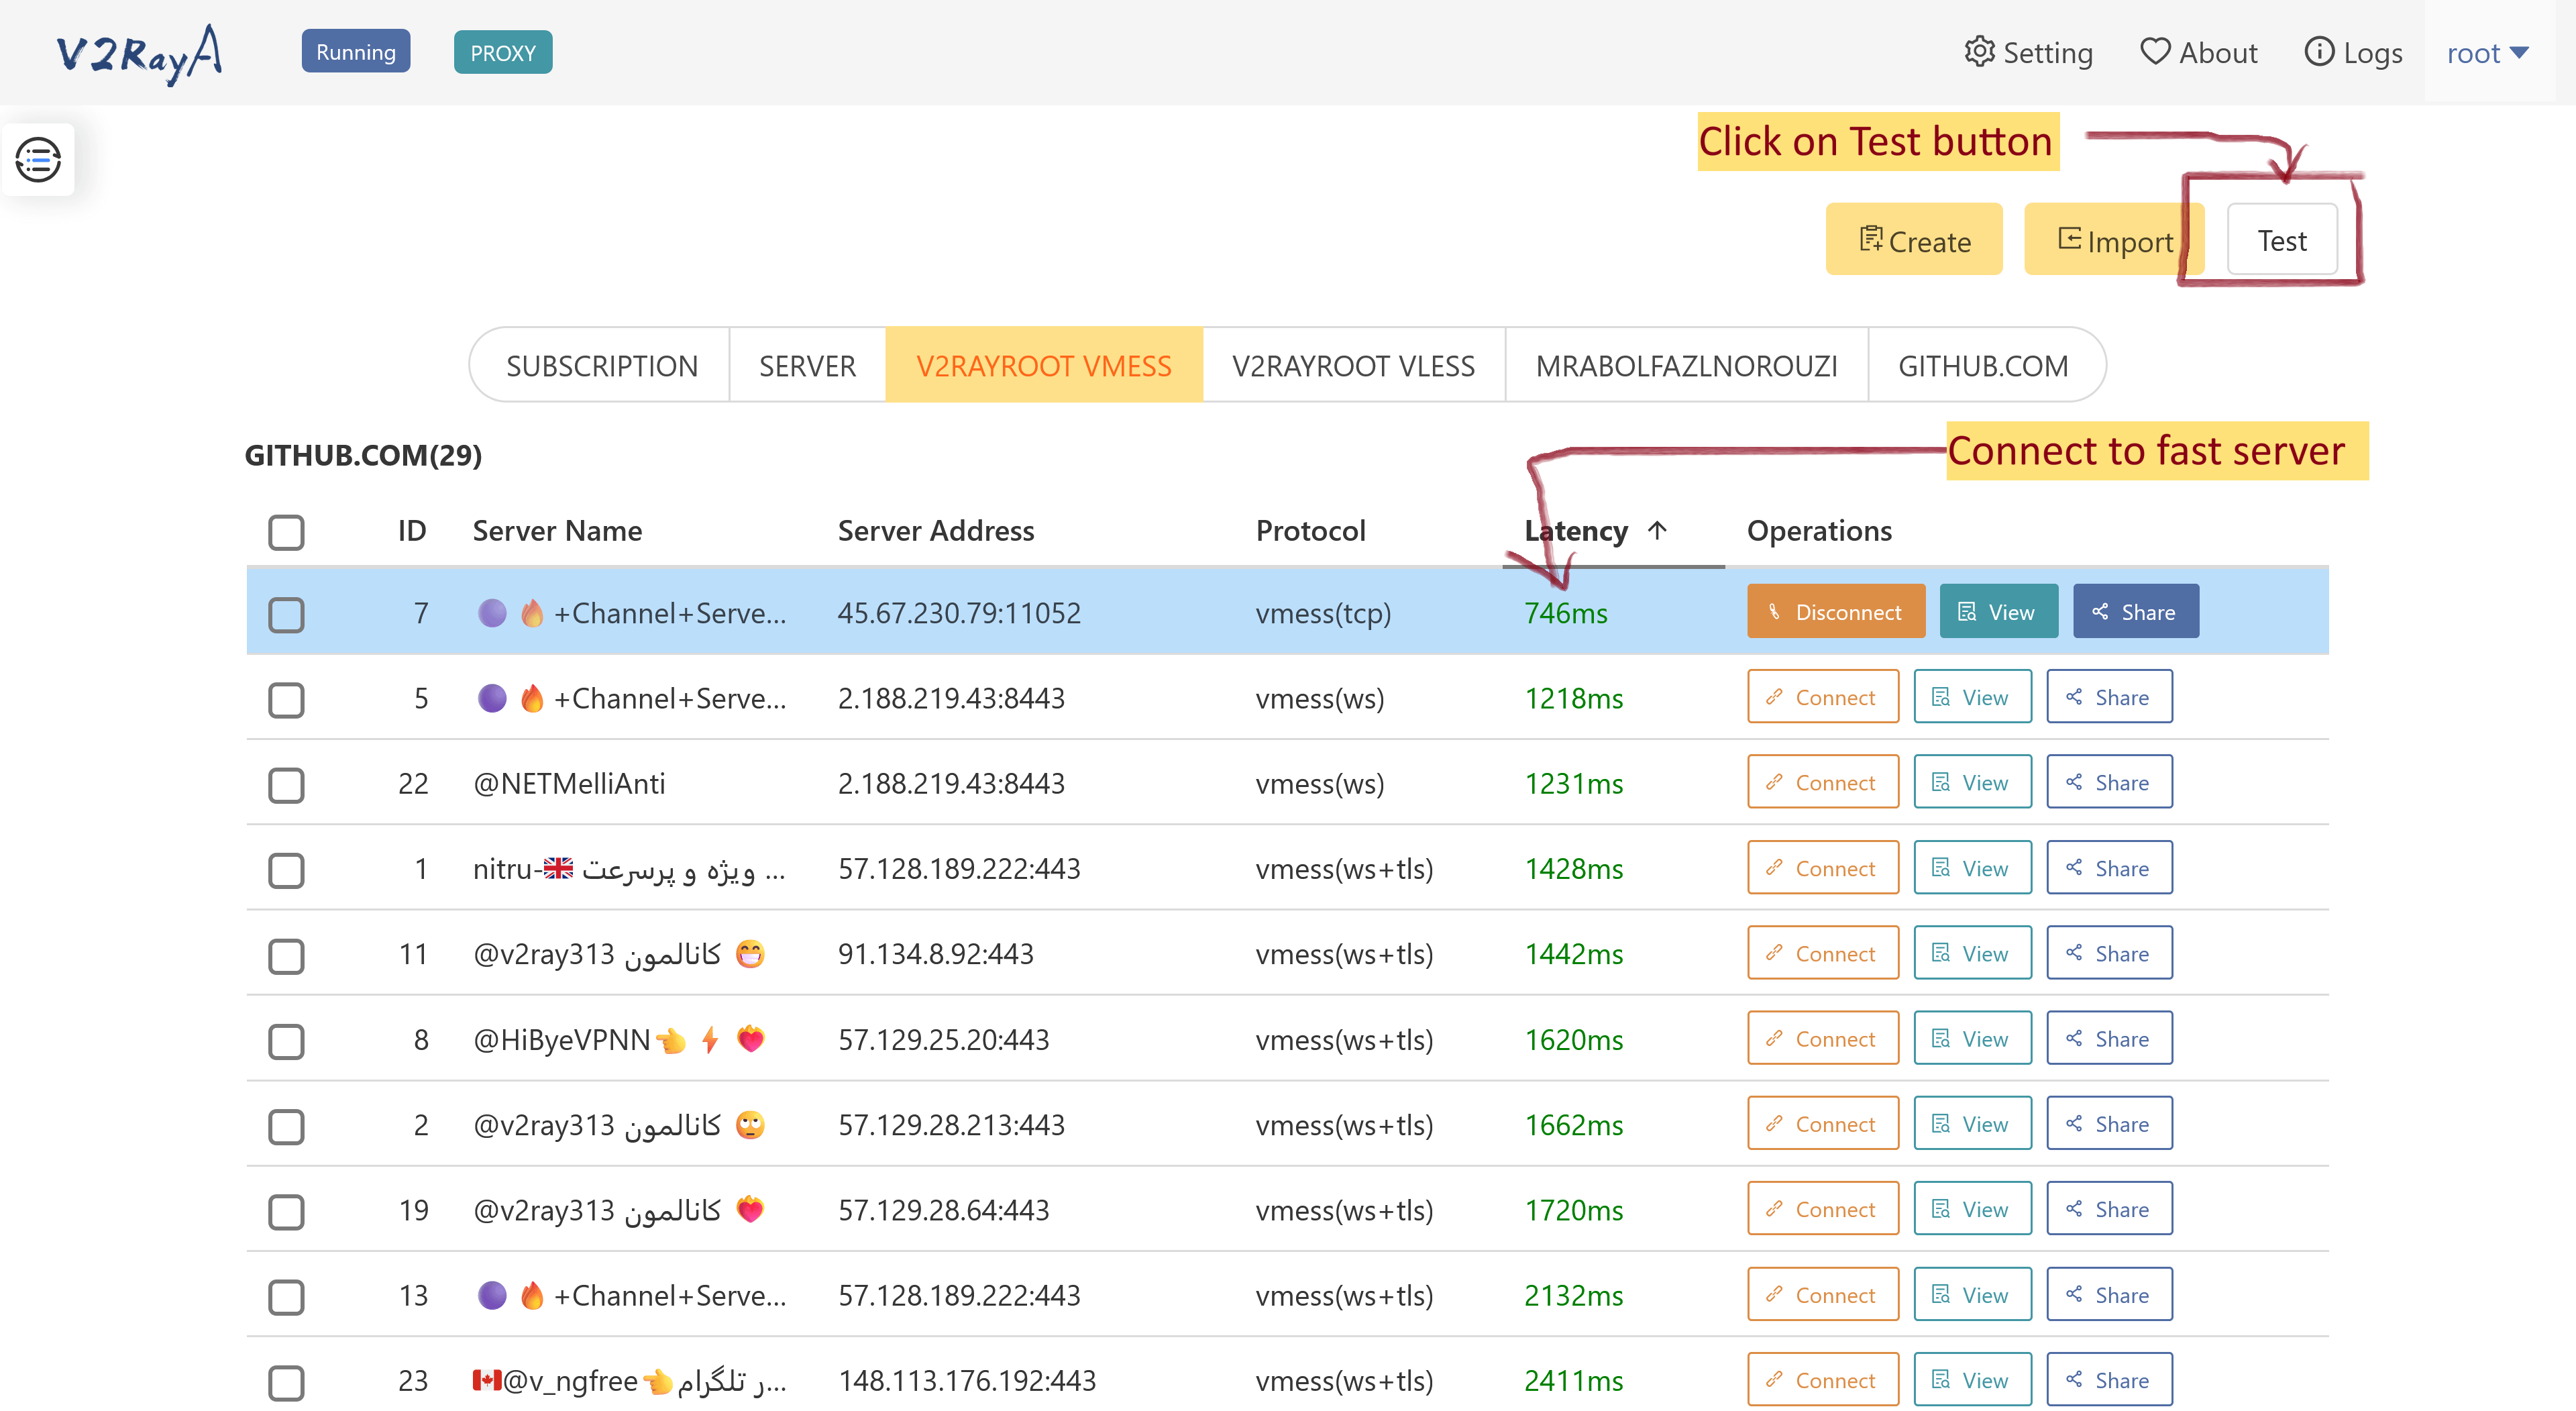 V2RayA Running PROXY Setting About Logs root
Click on Test button
Create Import Test
SUBSCRIPTION SERVER V2RAYROOT VMESS V2RAYROOT VLESS MRABOLFAZLNOROUZI GITHUB.COM
GITHUB.COM(29)
Connect to fast server
ID Server Name Server Address Protocol Latency ↑ Operations
7 🟣🔥+Channel+Serve... 45.67.230.79:11052 vmess(tcp) 746ms Disconnect View Share
5 🟣🔥+Channel+Serve... 2.188.219.43:8443 vmess(ws) 1218ms Connect View Share
22 @NETMelliAnti 2.188.219.43:8443 vmess(ws) 1231ms Connect View Share
1 nitru-🇬🇧 ویژه و پرسرعت ... 57.128.189.222:443 vmess(ws+tls) 1428ms Connect View Share
11 @v2ray313 کانالمون 😁 91.134.8.92:443 vmess(ws+tls) 1442ms Connect View Share
8 @HiByeVPNN👈⚡❤️‍🔥 57.129.25.20:443 vmess(ws+tls) 1620ms Connect View Share
2 @v2ray313 کانالمون 🙄 57.129.28.213:443 vmess(ws+tls) 1662ms Connect View Share
19 @v2ray313 کانالمون ❤️‍🔥 57.129.28.64:443 vmess(ws+tls) 1720ms Connect View Share
13 🟣🔥+Channel+Serve... 57.128.189.222:443 vmess(ws+tls) 2132ms Connect View Share
23 🇨🇦@v_ngfree👈ر تلگرام... 148.113.176.192:443 vmess(ws+tls) 2411ms Connect View Share